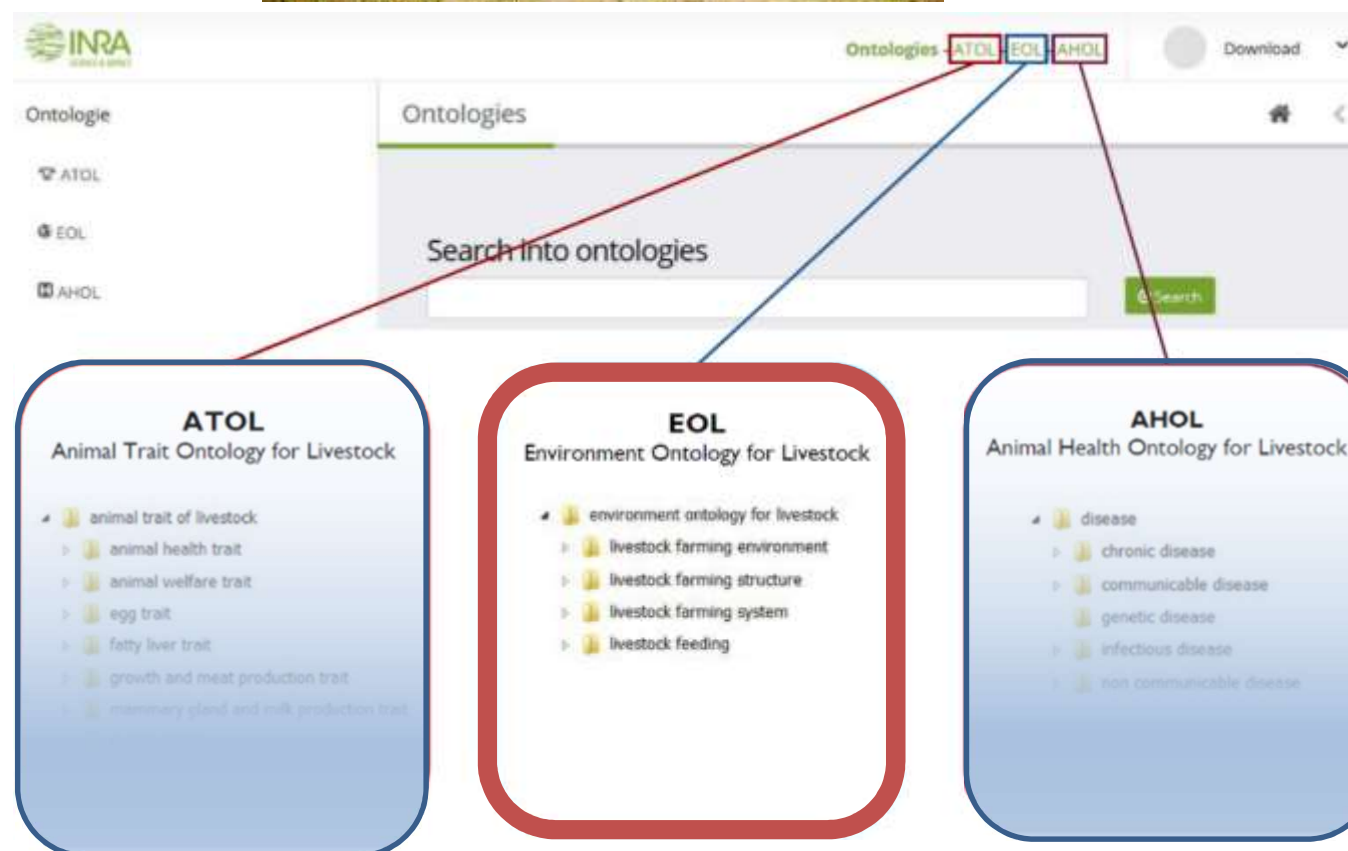 INRA
SCIENCE & IMPACT
Ontologies - ATOL - EOL - AHOL
Download
Ontologie
Ontologies
ATOL
EOL
AHOL
Search into ontologies
Search
ATOL
Animal Trait Ontology for Livestock
animal trait of livestock
animal health trait
animal welfare trait
egg trait
fatty liver trait
growth and meat production trait
mammary gland and milk production trait
EOL
Environment Ontology for Livestock
environment ontology for livestock
livestock farming environment
livestock farming structure
livestock farming system
livestock feeding
AHOL
Animal Health Ontology for Livestock
disease
chronic disease
communicable disease
genetic disease
infectious disease
non communicable disease